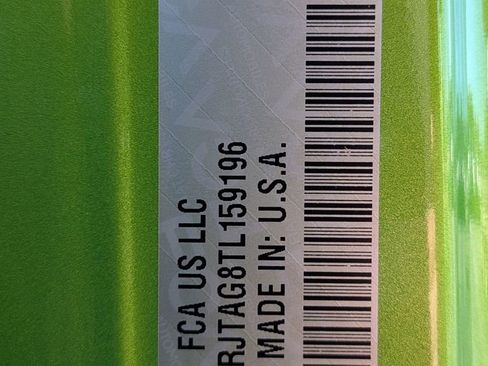 FCA US LLC
RJTAG8TL159196
MADE IN: U.S.A.